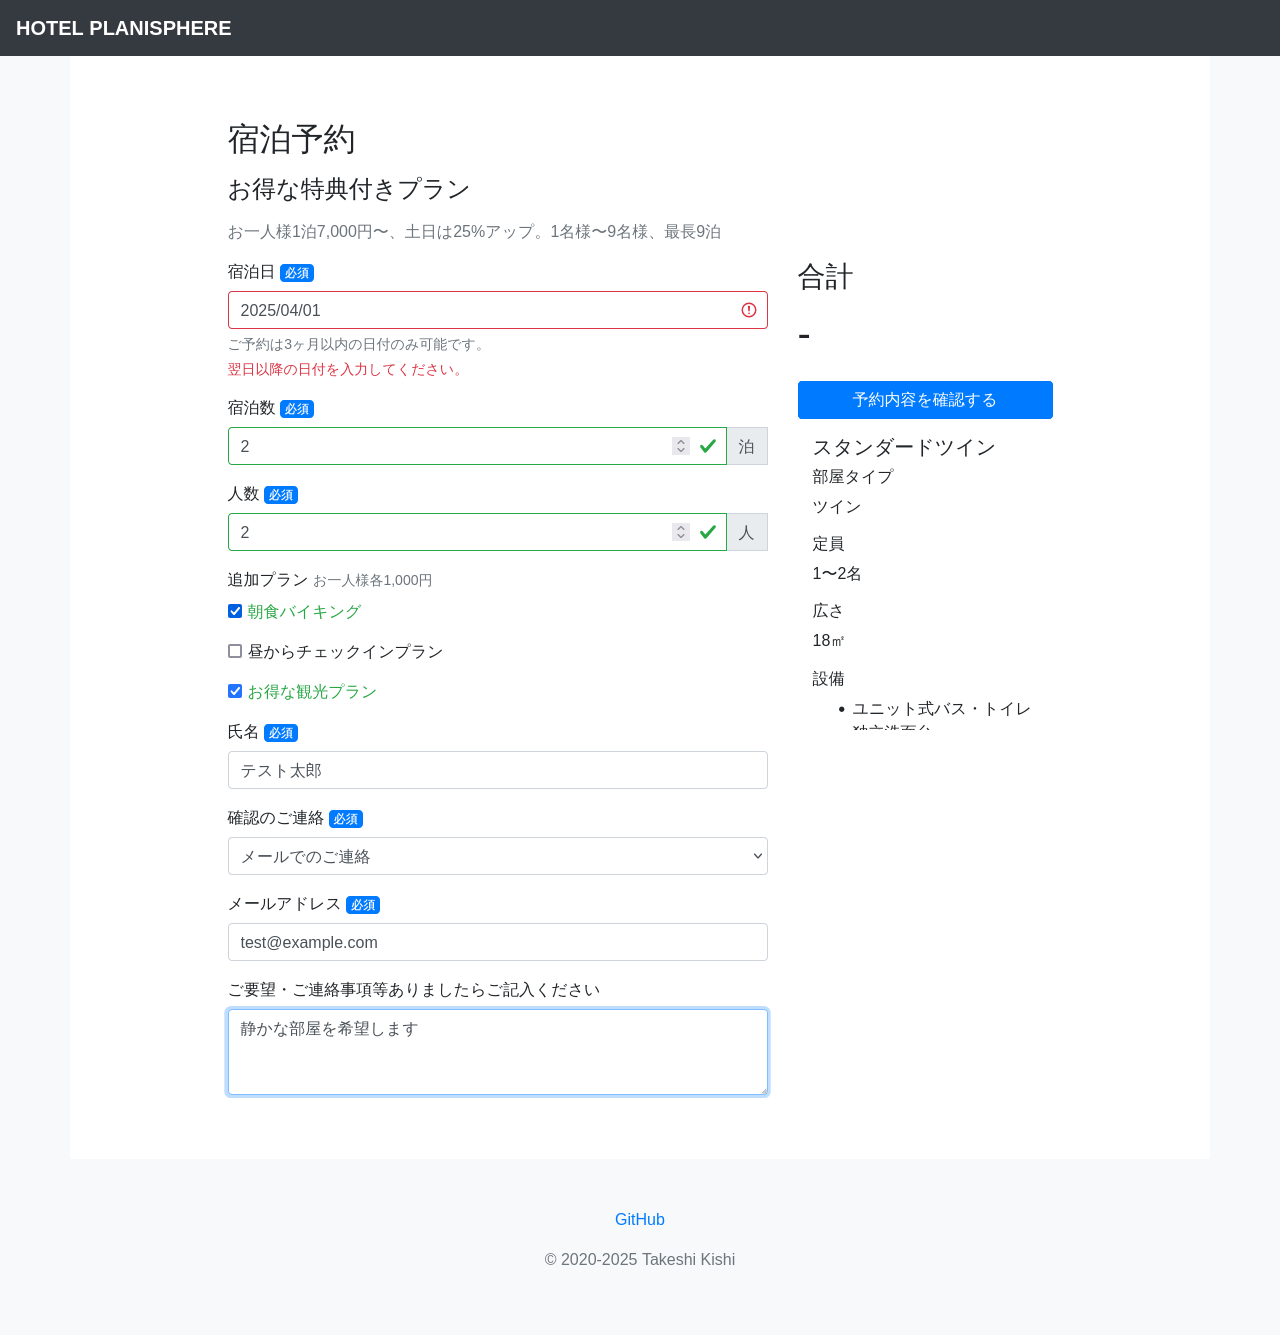 HOTEL PLANISPHERE
宿泊予約
お得な特典付きプラン
お一人様1泊7,000円〜、土日は25%アップ。1名様〜9名様、最長9泊
宿泊日 必須
2025/04/01
ご予約は3ヶ月以内の日付のみ可能です。
翌日以降の日付を入力してください。
宿泊数 必須
2 泊
人数 必須
2 人
追加プラン お一人様各1,000円
朝食バイキング
昼からチェックインプラン
お得な観光プラン
氏名 必須
テスト太郎
確認のご連絡 必須
メールでのご連絡
メールアドレス 必須
test@example.com
ご要望・ご連絡事項等ありましたらご記入ください
静かな部屋を希望します
合計
-
予約内容を確認する
スタンダードツイン
部屋タイプ
ツイン
定員
1〜2名
広さ
18㎡
設備
• ユニット式バス・トイレ
GitHub
© 2020-2025 Takeshi Kishi